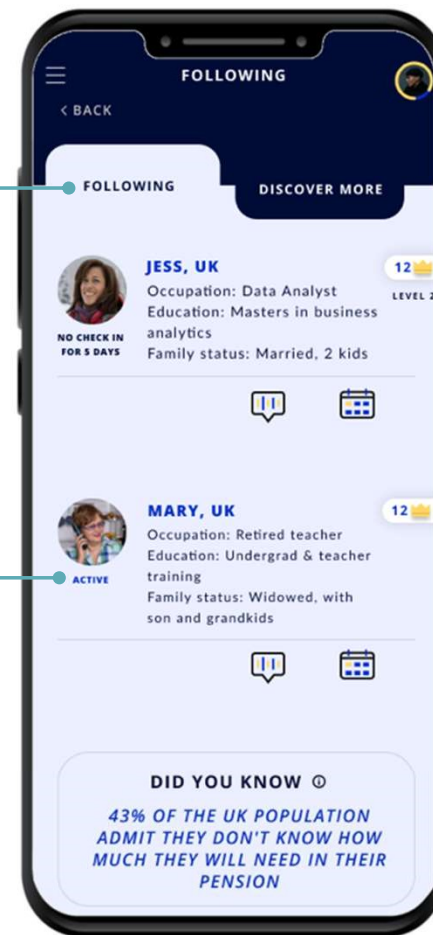 FOLLOWING
< BACK
FOLLOWING
DISCOVER MORE
JESS, UK
12
Occupation: Data Analyst
LEVEL 2
Education: Masters in business
analytics
Family status: Married, 2 kids
NO CHECK IN
FOR 5 DAYS
MARY, UK
12
Occupation: Retired teacher
Education: Undergrad & teacher
training
Family status: Widowed, with
son and grandkids
ACTIVE
DID YOU KNOW
43% OF THE UK POPULATION
ADMIT THEY DON'T KNOW HOW
MUCH THEY WILL NEED IN THEIR
PENSION